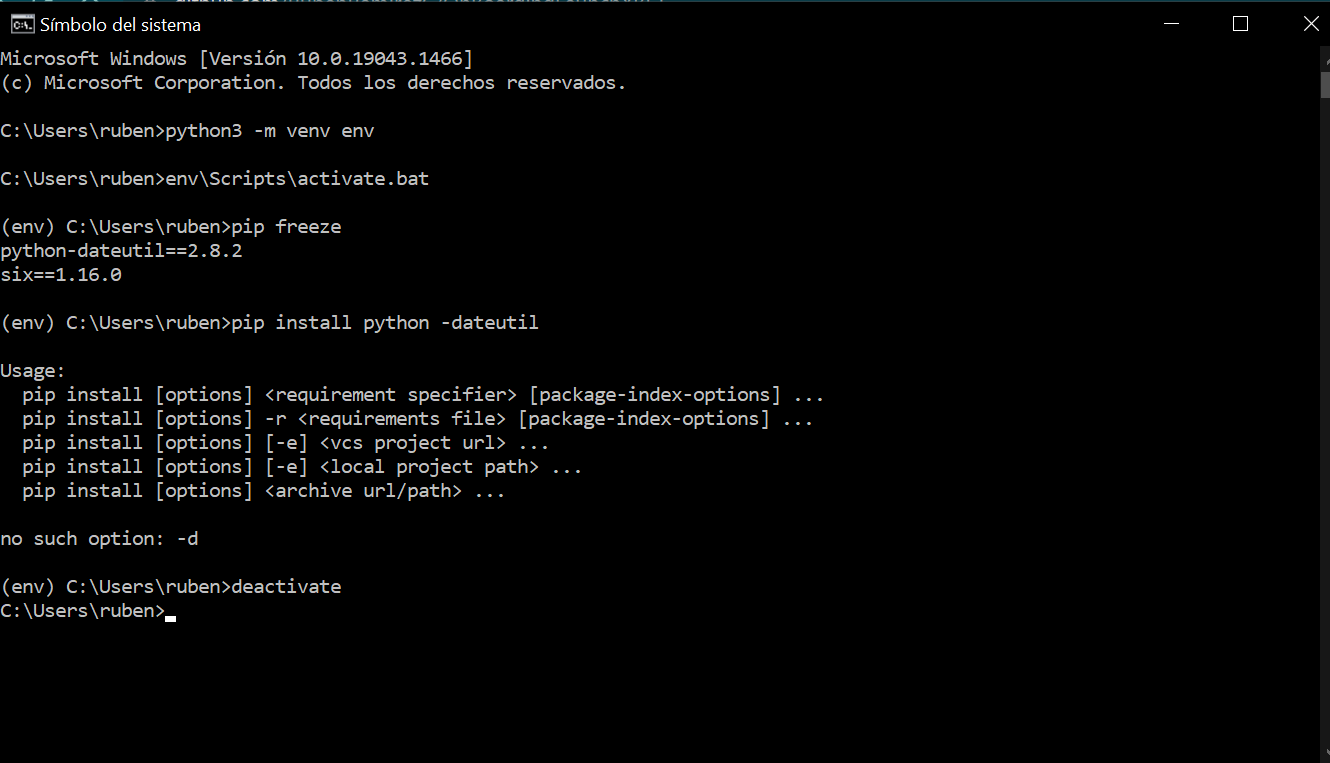 Símbolo del sistema
Microsoft Windows [Versión 10.0.19043.1466]
(c) Microsoft Corporation. Todos los derechos reservados.
C:\Users\ruben>python3 -m venv env
C:\Users\ruben>env\Scripts\activate.bat
(env) C:\Users\ruben>pip freeze
python-dateutil==2.8.2
six==1.16.0
(env) C:\Users\ruben>pip install python -dateutil
Usage:
  pip install [options] <requirement specifier> [package-index-options] ...
  pip install [options] -r <requirements file> [package-index-options] ...
  pip install [options] [-e] <vcs project url> ...
  pip install [options] [-e] <local project path> ...
  pip install [options] <archive url/path> ...
no such option: -d
(env) C:\Users\ruben>deactivate
C:\Users\ruben>